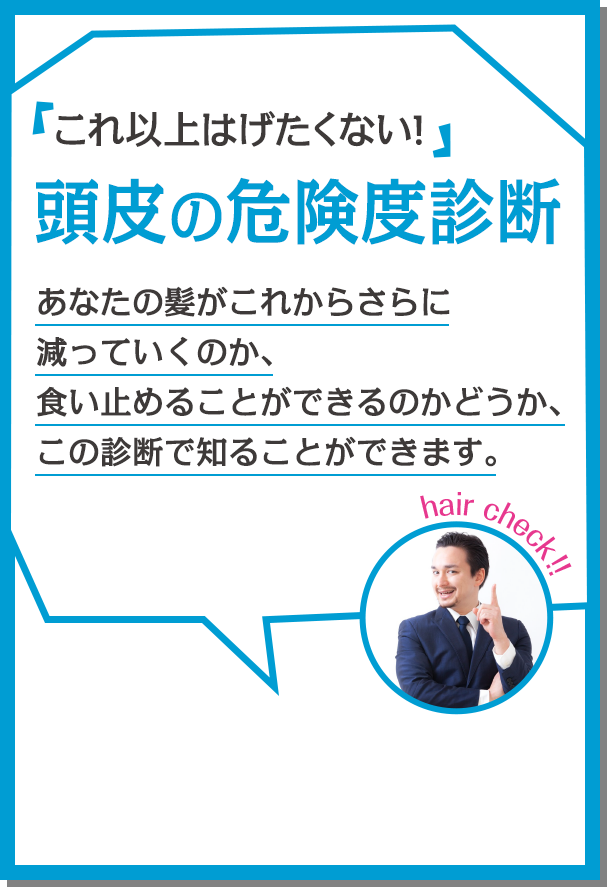 「これ以上はげたくない!」
頭皮の危険度診断
あなたの髪がこれからさらに
減っていくのか、
食い止めることができるのかどうか、
この診断で知ることができます。
hair check!!